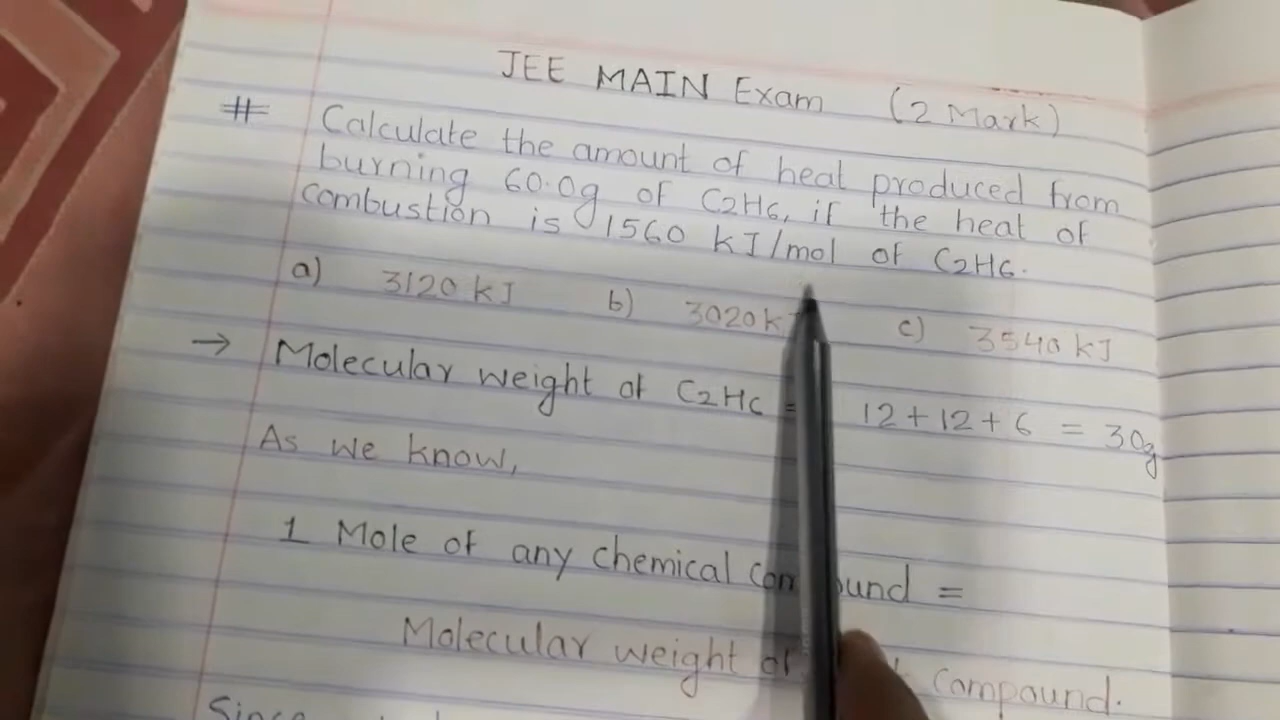 JEE MAIN Exam (2 Mark)
# Calculate the amount of heat produced from
burning 60.0g of C2H6, if the heat of
combustion is 1560 KJ/mol of C2H6.
a) 3120 KJ b) 3020 K c) 3540 KJ
→ Molecular weight of C2H6 = 12+12+6 = 30g
As we know,
1 Mole of any chemical compound =
Molecular weight of compound.
Since